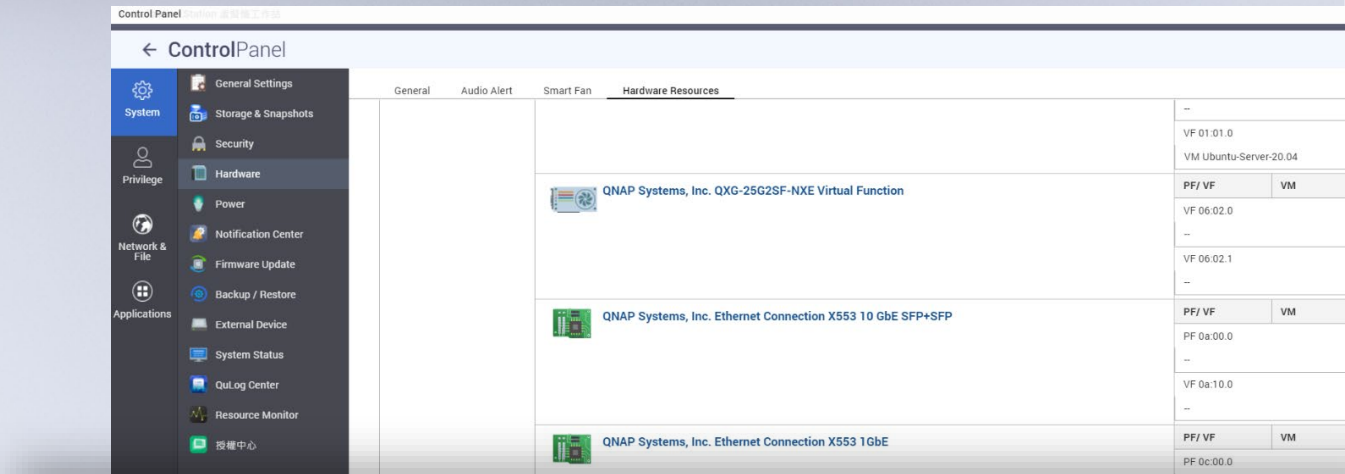 Control Panel
← ControlPanel
System
Privilege
Network &
File
Applications
General Settings
Storage & Snapshots
Security
Hardware
Power
Notification Center
Firmware Update
Backup / Restore
External Device
System Status
QuLog Center
Resource Monitor
授權中心
General Audio Alert Smart Fan Hardware Resources
--
VF 01:01.0
VM Ubuntu-Server-20.04
QNAP Systems, Inc. QXG-25G2SF-NXE Virtual Function
PF/ VF VM
VF 06:02.0
--
VF 06:02.1
--
QNAP Systems, Inc. Ethernet Connection X553 10 GbE SFP+SFP
PF/ VF VM
PF 0a:00.0
--
VF 0a:10.0
--
QNAP Systems, Inc. Ethernet Connection X553 1GbE
PF/ VF VM
PF 0c:00.0